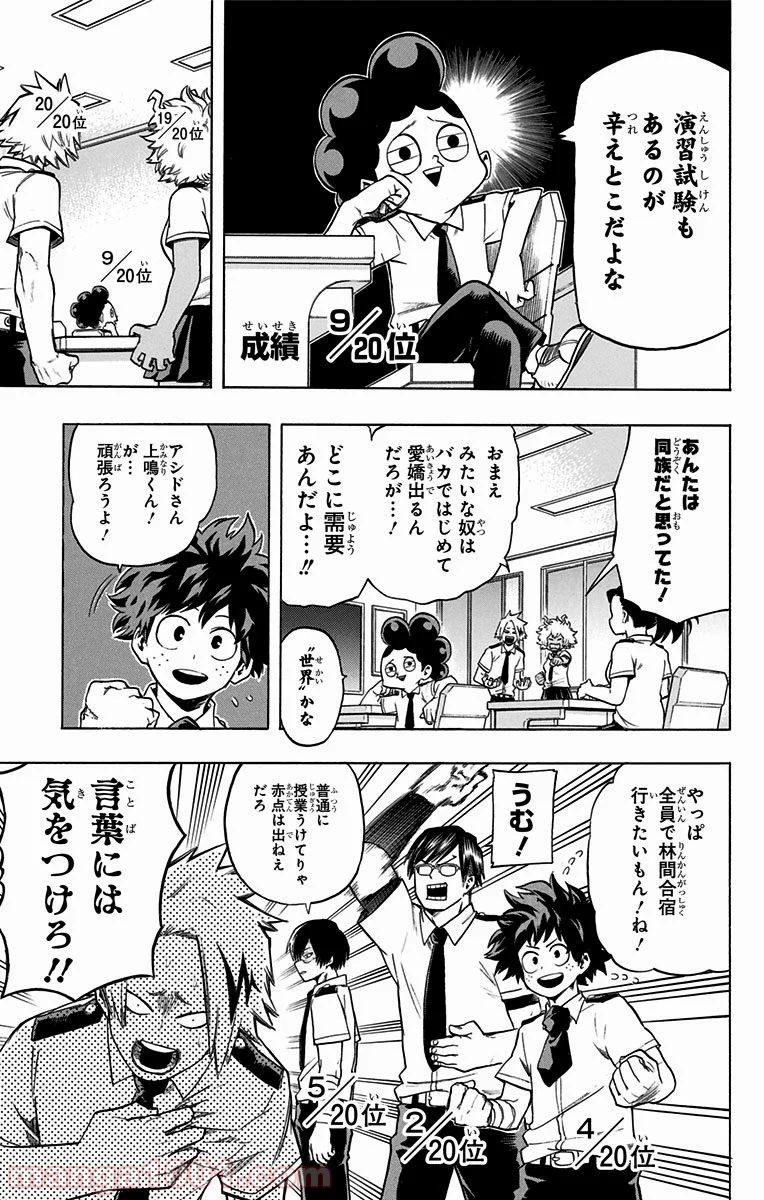 演習試験も
あるのが
辛えとこだよな
成績
9/20位
20/20位
19/20位
9/20位
あんたは
同族だと思ってた!
おまえ
みたいな奴は
バカではじめて
愛嬌出るん
だろが…
どこに需要
あんだよ…!!
“世界”かな
アシドさん
上鳴くん!
が…
頑張ろうよ!
やっぱ
全員で林間合宿
行きたいもん!ね!
うむ!
普通に
授業うけてりゃ
赤点は出ねえ
だろ
言葉には
気をつけろ!!
5/20位
2/20位
4/20位